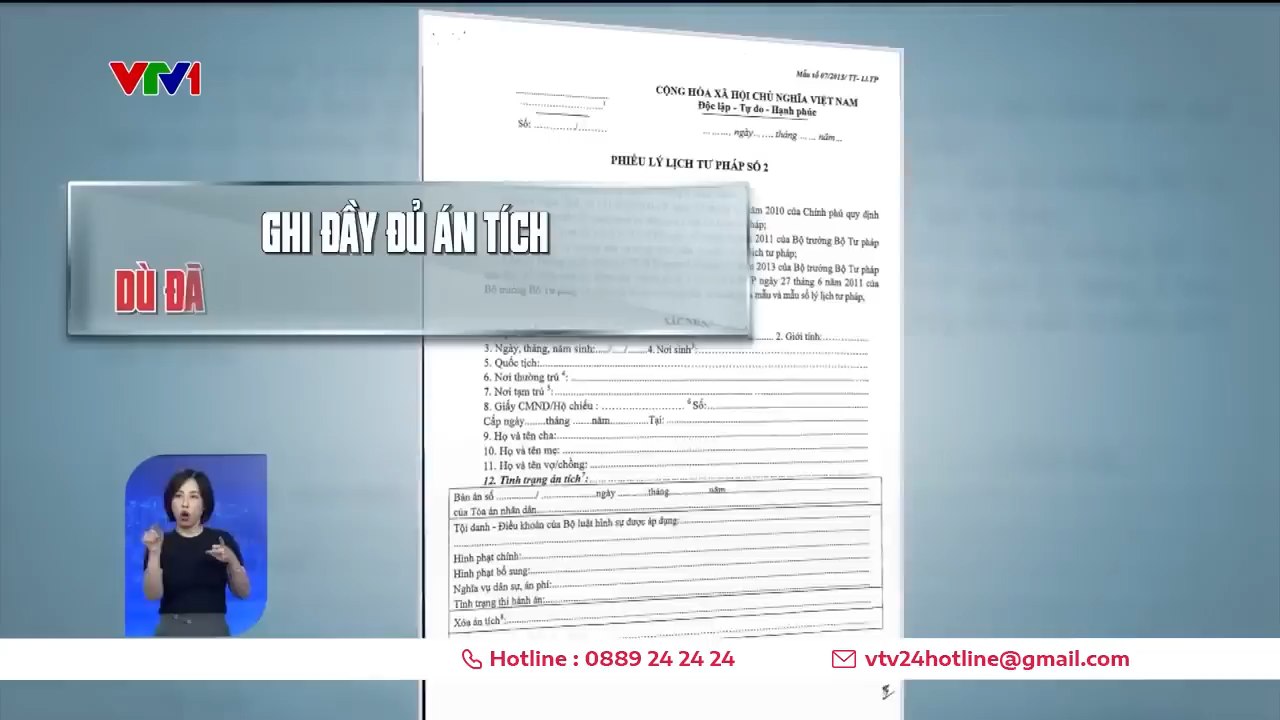 VTV1
Mẫu số 07/2013/ TT- LLTP
CỘNG HÒA XÃ HỘI CHỦ NGHĨA VIỆT NAM
Độc lập - Tự do - Hạnh phúc
Số: ............/........
........, ngày ...... tháng ...... năm...
PHIẾU LÝ LỊCH TƯ PHÁP SỐ 2
GHI ĐẦY ĐỦ ÁN TÍCH
DÙ ĐÃ
năm 2010 của Chính phủ quy định
háp;
2011 của Bộ trưởng Bộ Tư pháp
ịch tư pháp;
2013 của Bộ trưởng Bộ Tư pháp
P ngày 27 tháng 6 năm 2011 của
Bộ trưởng Bộ Tư pháp mẫu và mẫu sổ lý lịch tư pháp,
2. Giới tính:
3. Ngày, tháng, năm sinh:..../..../......4. Nơi sinh³:
5. Quốc tịch:
6. Nơi thường trú ⁴:
7. Nơi tạm trú ⁵:
8. Giấy CMND/Hộ chiếu : ........................ ⁶ Số:
Cấp ngày.......tháng ......năm............Tại:
9. Họ và tên cha:
10. Họ và tên mẹ:
11. Họ và tên vợ/chồng:
12. Tình trạng án tích⁷:
Bản án số ............/ ................ngày .........tháng............năm
của Tòa án nhân dân
Tội danh - Điều khoản của Bộ luật hình sự được áp dụng:
Hình phạt chính:
Hình phạt bổ sung:
Nghĩa vụ dân sự, án phí:
Tình trạng thi hành án:
Xóa án tích⁸:
Hotline : 0889 24 24 24
vtv24hotline@gmail.com